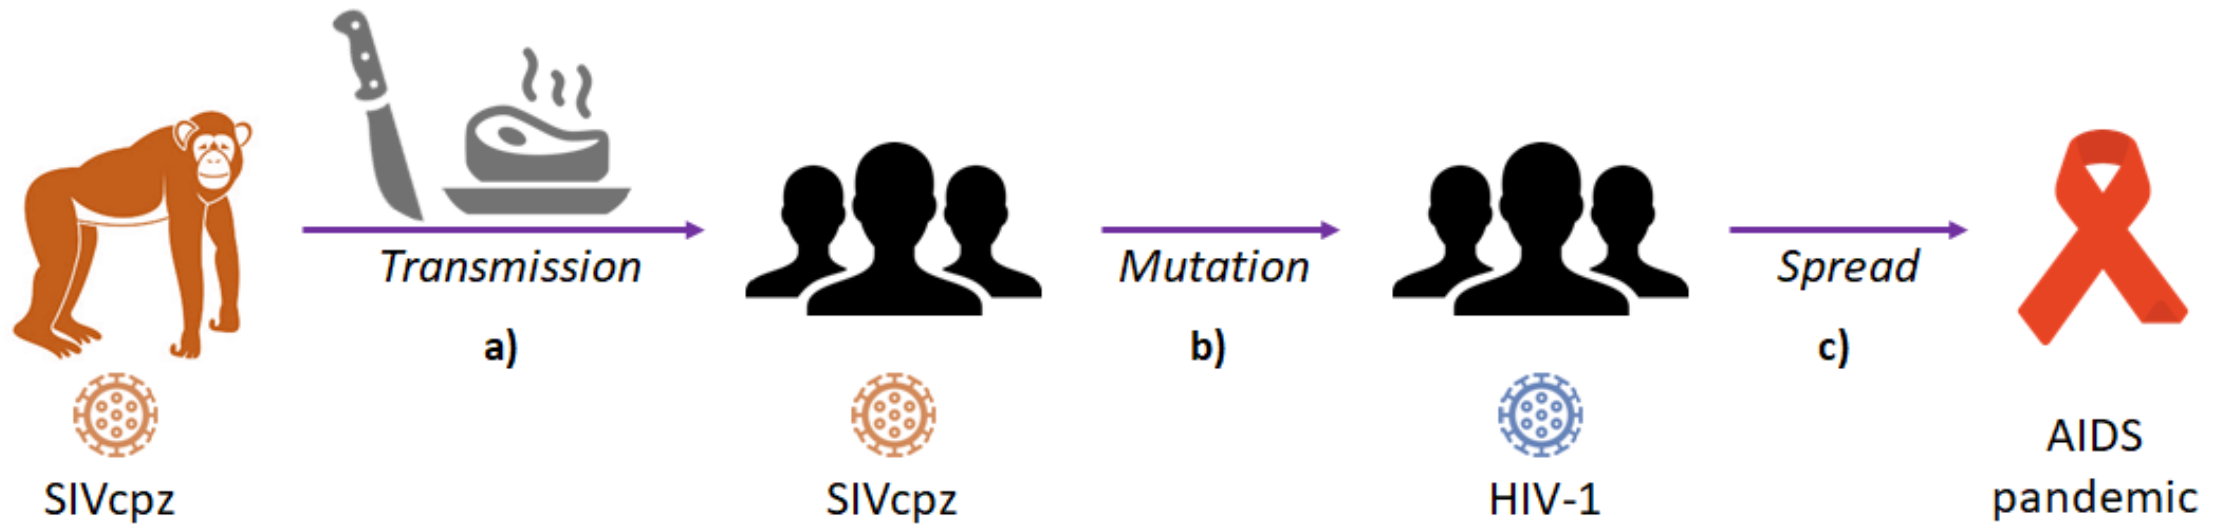 Transmission
Mutation
Spread
a)
b)
c)
SIVcpz
SIVcpz
HIV-1
AIDS
pandemic